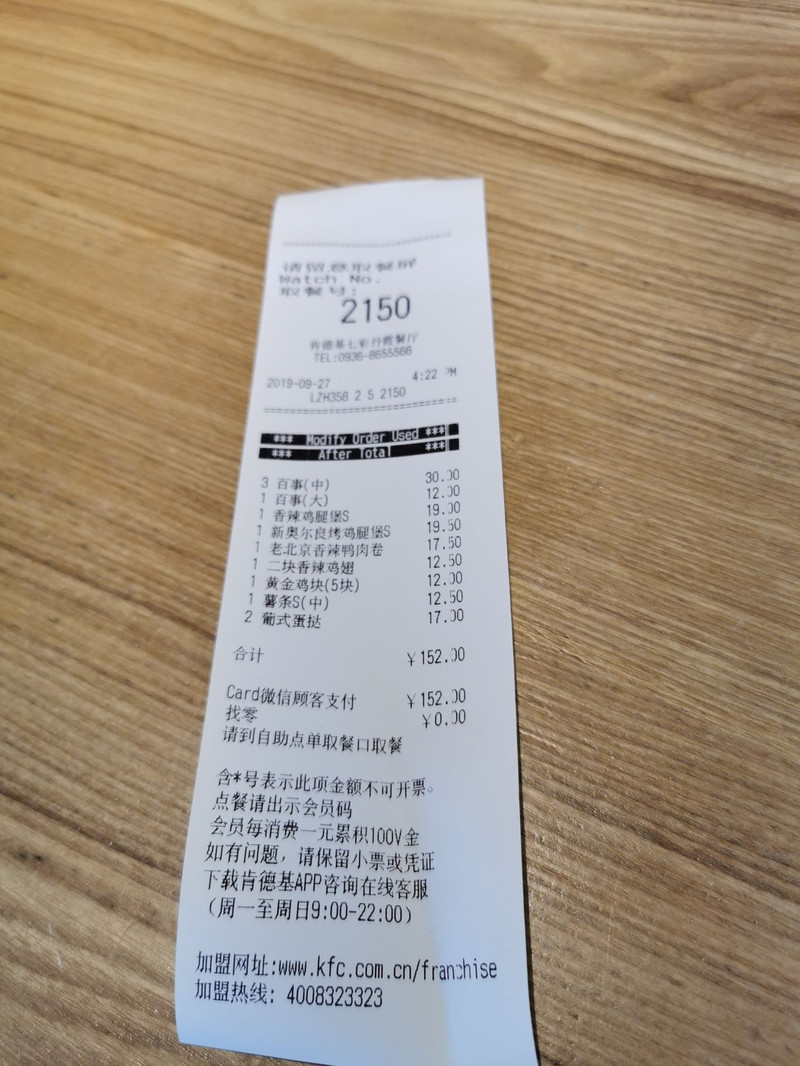 请留意取餐屏
Watch No.
取餐号:
2150
肯德基七彩丹霞餐厅
TEL:0936-8655566
2019-09-27 4:22 PM
LZH358 2 5 2150
*** Modify Order Used ***
*** After Total ***
3 百事(中) 30.00
1 百事(大) 12.00
1 香辣鸡腿堡S 19.00
1 新奥尔良烤鸡腿堡S 19.50
1 老北京香辣鸭肉卷 17.50
1 二块香辣鸡翅 12.50
1 黄金鸡块(5块) 12.00
1 薯条S(中) 12.50
2 葡式蛋挞 17.00
合计 ¥152.00
Card微信顾客支付 ¥152.00
找零 ¥0.00
请到自助点单取餐口取餐
含*号表示此项金额不可开票。
点餐请出示会员码
会员每消费一元累积100V金
如有问题，请保留小票或凭证
下载肯德基APP咨询在线客服
（周一至周日9:00-22:00）
加盟网址:www.kfc.com.cn/franchise
加盟热线: 4008323323